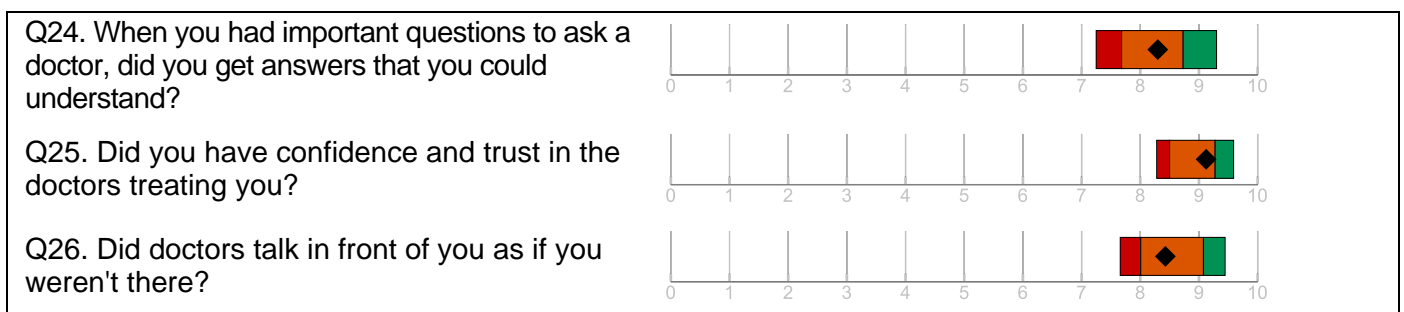 Q24. When you had important questions to ask a
doctor, did you get answers that you could
understand?
0 1 2 3 4 5 6 7 8 9 10
Q25. Did you have confidence and trust in the
doctors treating you?
0 1 2 3 4 5 6 7 8 9 10
Q26. Did doctors talk in front of you as if you
weren't there?
0 1 2 3 4 5 6 7 8 9 10